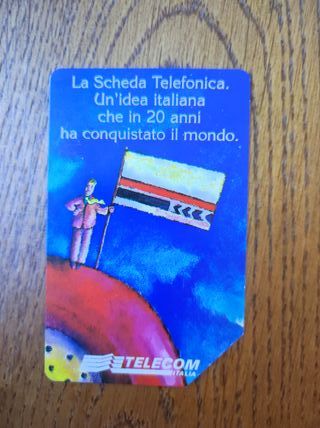 La Scheda Telefonica.
Un'idea italiana
che in 20 anni
ha conquistato il mondo.
TELECOM
ITALIA